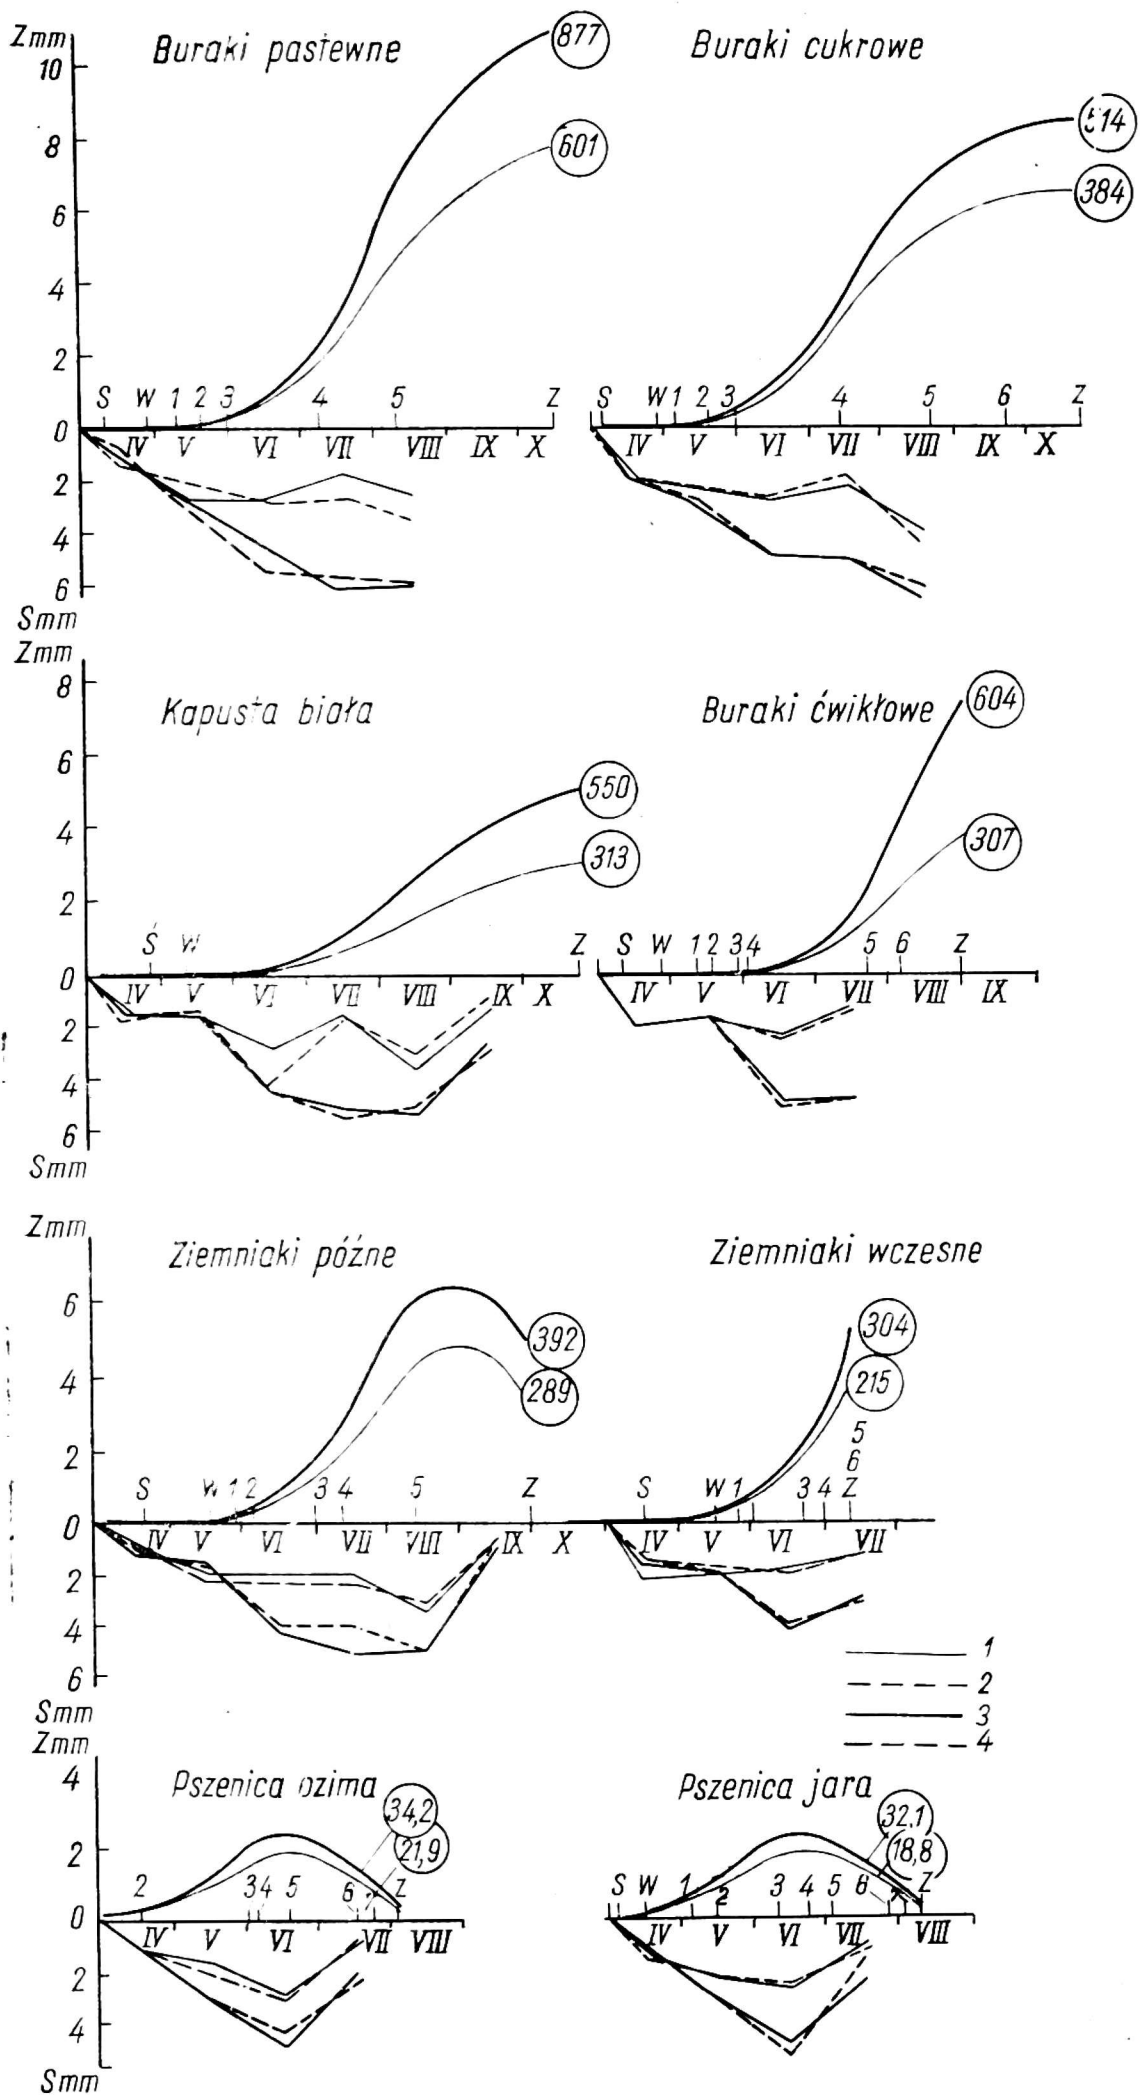 Zmm
Buraki pastewne
877
10
8
601
6
4
2
S W 1 2 3 4 5 Z
0
IV V VI VII VIII IX X
2
4
6
Smm
Buraki cukrowe
514
384
S W 1 2 3 4 5 6 Z
IV V VI VII VIII IX X
Zmm
8
Kapusta biała
6
550
4
313
2
Ś W Z
0
IV V VI VII VIII IX X
2
4
6
Smm
Buraki ćwikłowe
604
307
S W 1 2 3 4 5 6 Z
IV V VI VII VIII IX
Zmm
Ziemniaki późne
6
392
4
289
2
S W 1 2 3 4 5 Z
0
IV V VI VII VIII IX X
2
4
6
Smm
Ziemniaki wczesne
304
215
5
6
S W 1 3 4 Z
IV V VI VII
1
2
3
4
Zmm
4
Pszenica ozima
34,2
2
21,9
2 3 4 5 6 7 Z
0
IV V VI VII VIII
2
4
Smm
Pszenica jara
32,1
18,8
S W 1 2 3 4 5 6 7 Z
IV V VI VII VIII